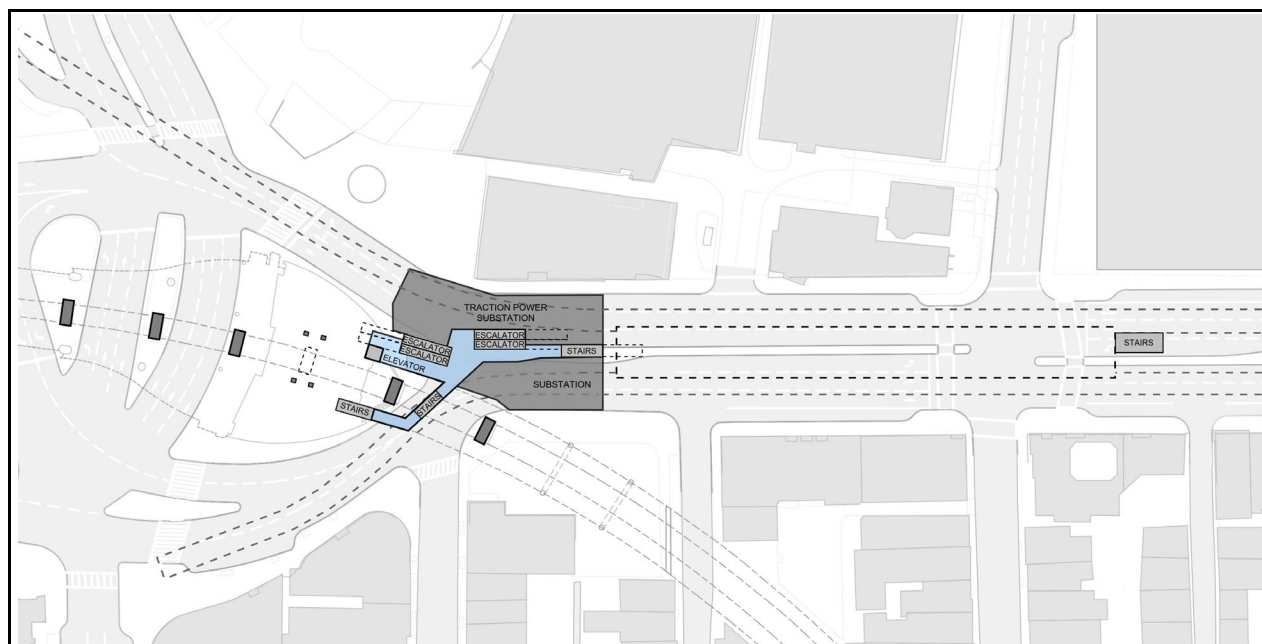 TRACTION POWER
SUBSTATION
ESCALATOR
ESCALATOR
ESCALATOR
ESCALATOR
ELEVATOR
STAIRS
SUBSTATION
STAIRS
STAIRS
STAIRS